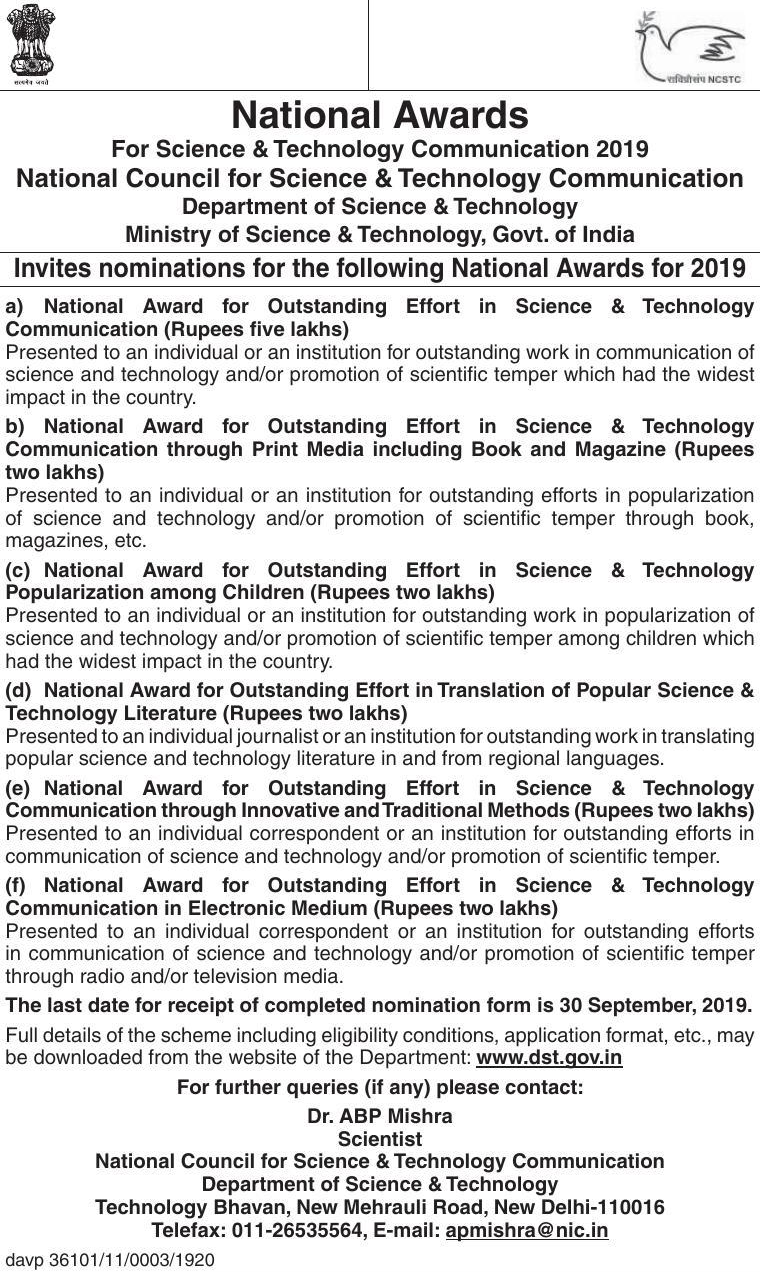 सत्यमेव जयते
राविप्रौसंप NCSTC
National Awards
For Science & Technology Communication 2019
National Council for Science & Technology Communication
Department of Science & Technology
Ministry of Science & Technology, Govt. of India
Invites nominations for the following National Awards for 2019
a) National Award for Outstanding Effort in Science & Technology
Communication (Rupees five lakhs)
Presented to an individual or an institution for outstanding work in communication of
science and technology and/or promotion of scientific temper which had the widest
impact in the country.
b) National Award for Outstanding Effort in Science & Technology
Communication through Print Media including Book and Magazine (Rupees
two lakhs)
Presented to an individual or an institution for outstanding efforts in popularization
of science and technology and/or promotion of scientific temper through book,
magazines, etc.
(c) National Award for Outstanding Effort in Science & Technology
Popularization among Children (Rupees two lakhs)
Presented to an individual or an institution for outstanding work in popularization of
science and technology and/or promotion of scientific temper among children which
had the widest impact in the country.
(d) National Award for Outstanding Effort in Translation of Popular Science &
Technology Literature (Rupees two lakhs)
Presented to an individual journalist or an institution for outstanding work in translating
popular science and technology literature in and from regional languages.
(e) National Award for Outstanding Effort in Science & Technology
Communication through Innovative and Traditional Methods (Rupees two lakhs)
Presented to an individual correspondent or an institution for outstanding efforts in
communication of science and technology and/or promotion of scientific temper.
(f) National Award for Outstanding Effort in Science & Technology
Communication in Electronic Medium (Rupees two lakhs)
Presented to an individual correspondent or an institution for outstanding efforts
in communication of science and technology and/or promotion of scientific temper
through radio and/or television media.
The last date for receipt of completed nomination form is 30 September, 2019.
Full details of the scheme including eligibility conditions, application format, etc., may
be downloaded from the website of the Department: www.dst.gov.in
For further queries (if any) please contact:
Dr. ABP Mishra
Scientist
National Council for Science & Technology Communication
Department of Science & Technology
Technology Bhavan, New Mehrauli Road, New Delhi-110016
Telefax: 011-26535564, E-mail: apmishra@nic.in
davp 36101/11/0003/1920